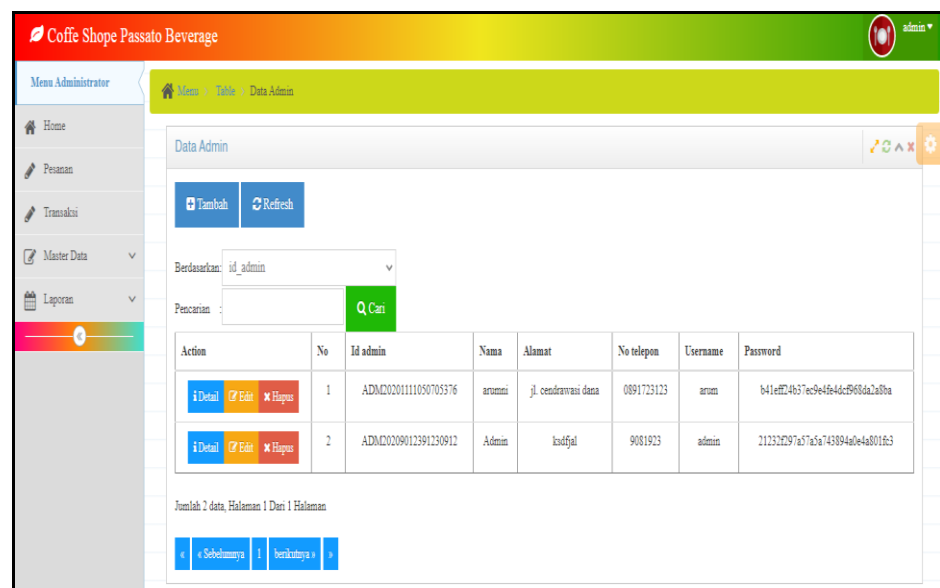 Coffe Shope Passato Beverage
admin
Menu Administrator
Menu > Table > Data Admin
Home
Data Admin
Pesanan
Tambah Refresh
Transaksi
Master Data
Berdasarkan: id_admin
Laporan
Pencarian : Cari
Action No Id admin Nama Alamat No telepon Username Password
Detail Edit Hapus 1 ADM20201111050705376 arumni jl. cendrawasi dana 0891723123 arum b41eff24b37ec9e4fe4dcf968da2a8ba
Detail Edit Hapus 2 ADM20209012391230912 Admin ksdfjal 9081923 admin 21232f297a57a5a743894a0e4a801fc3
Jumlah 2 data, Halaman 1 Dari 1 Halaman
« « Sebelumnya 1 berikutnya » »